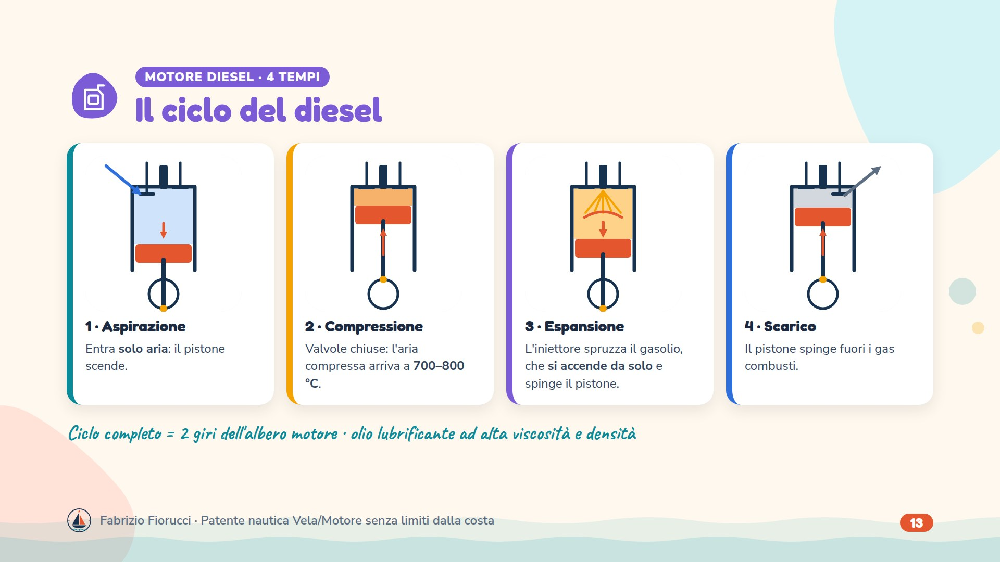 MOTORE DIESEL · 4 TEMPI
Il ciclo del diesel
1 · Aspirazione
Entra solo aria: il pistone
scende.
2 · Compressione
Valvole chiuse: l'aria
compressa arriva a 700–800
°C.
3 · Espansione
L'iniettore spruzza il gasolio,
che si accende da solo e
spinge il pistone.
4 · Scarico
Il pistone spinge fuori i gas
combusti.
Ciclo completo = 2 giri dell'albero motore · olio lubrificante ad alta viscosità e densità
Fabrizio Fiorucci · Patente nautica Vela/Motore senza limiti dalla costa
13